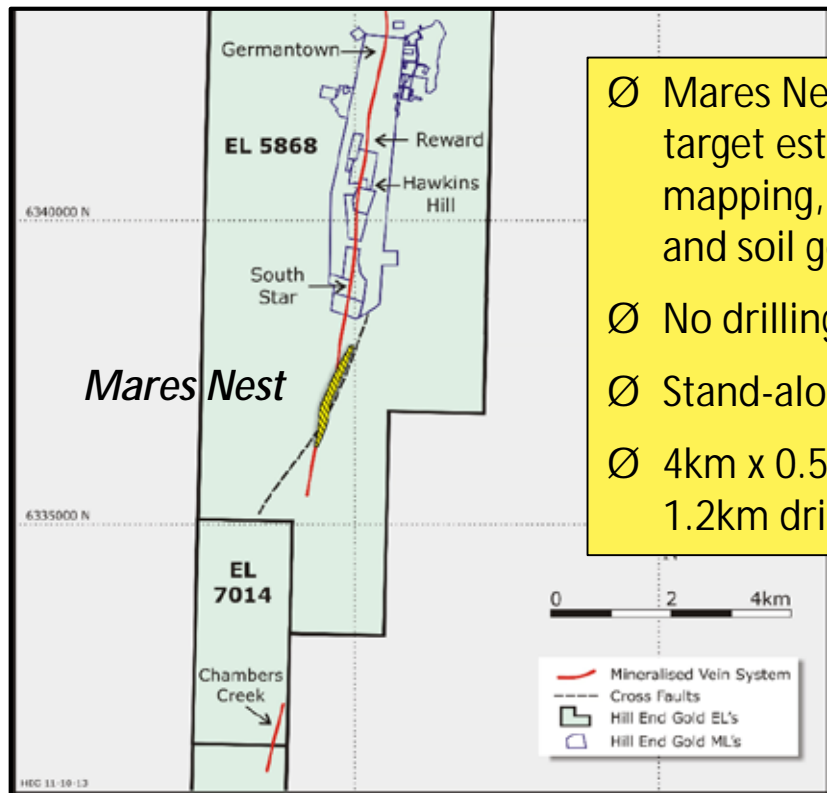 Germantown
EL 5868
Reward
Hawkins
Hill
6340000 N
South
Star
Mares Nest
6335000 N
EL
7014
Chambers
Creek
Ø Mares Ne
target est
mapping,
and soil g
Ø No drilling
Ø Stand-alo
Ø 4km x 0.5
1.2km dri
0 2 4km
Mineralised Vein System
Cross Faults
Hill End Gold EL's
Hill End Gold ML's
HEG 11-10-13